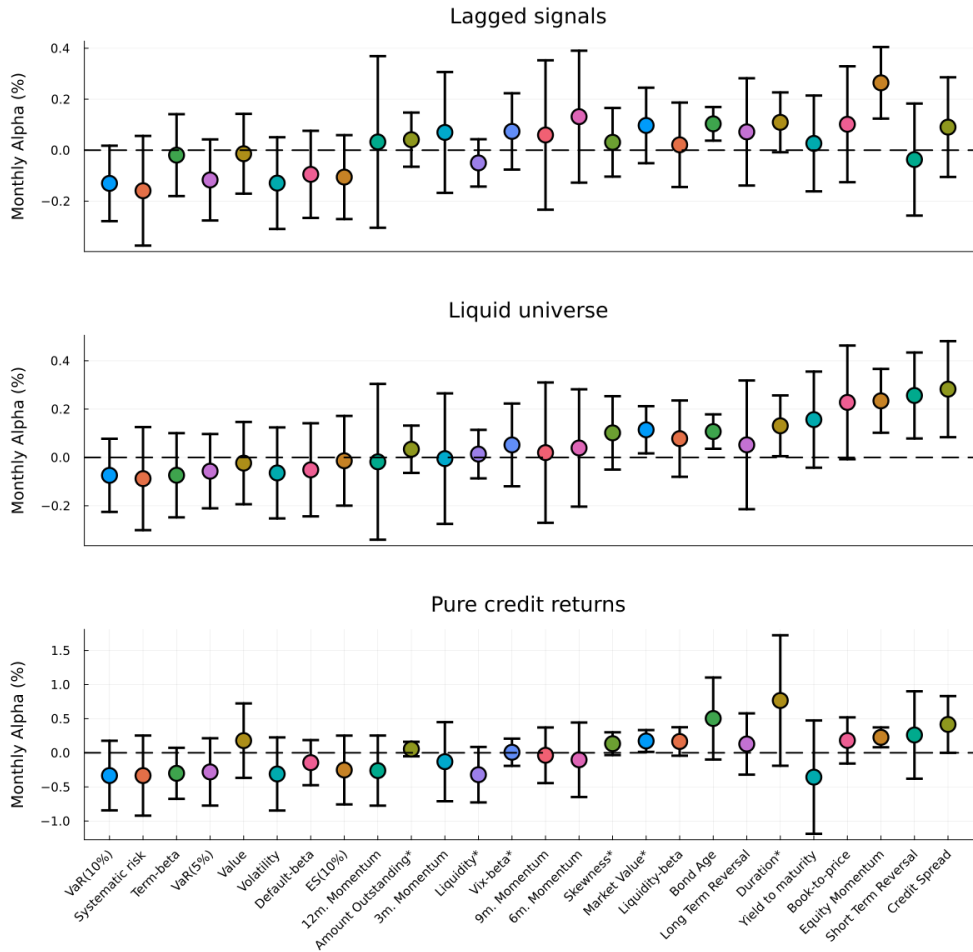 Lagged signals
Monthly Alpha (%)
0.4
0.2
0.0
−0.2
Liquid universe
Monthly Alpha (%)
0.4
0.2
0.0
−0.2
Pure credit returns
Monthly Alpha (%)
1.5
1.0
0.5
0.0
−0.5
−1.0
VaR(10%)
Systematic risk
Term-beta
VaR(5%)
Value
Volatility
Default-beta
ES(10%)
12m. Momentum
Amount Outstanding*
3m. Momentum
Liquidity*
Vix-beta*
9m. Momentum
6m. Momentum
Skewness*
Market Value*
Liquidity-beta
Bond Age
Long Term Reversal
Duration*
Yield to maturity
Book-to-price
Equity Momentum
Short Term Reversal
Credit Spread